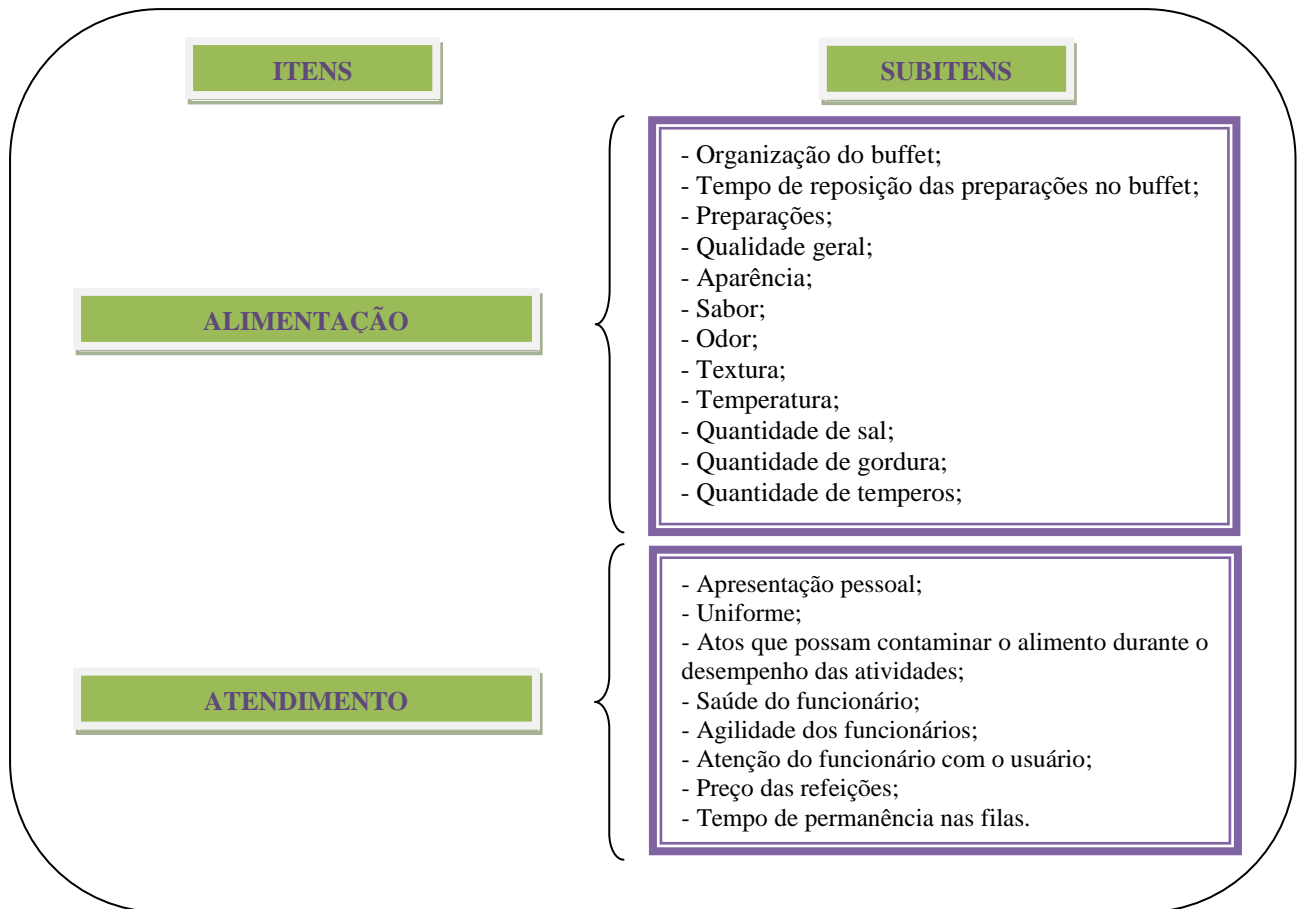 ITENS
SUBITENS
ALIMENTAÇÃO
- Organização do buffet;
- Tempo de reposição das preparações no buffet;
- Preparações;
- Qualidade geral;
- Aparência;
- Sabor;
- Odor;
- Textura;
- Temperatura;
- Quantidade de sal;
- Quantidade de gordura;
- Quantidade de temperos;
ATENDIMENTO
- Apresentação pessoal;
- Uniforme;
- Atos que possam contaminar o alimento durante o
desempenho das atividades;
- Saúde do funcionário;
- Agilidade dos funcionários;
- Atenção do funcionário com o usuário;
- Preço das refeições;
- Tempo de permanência nas filas.